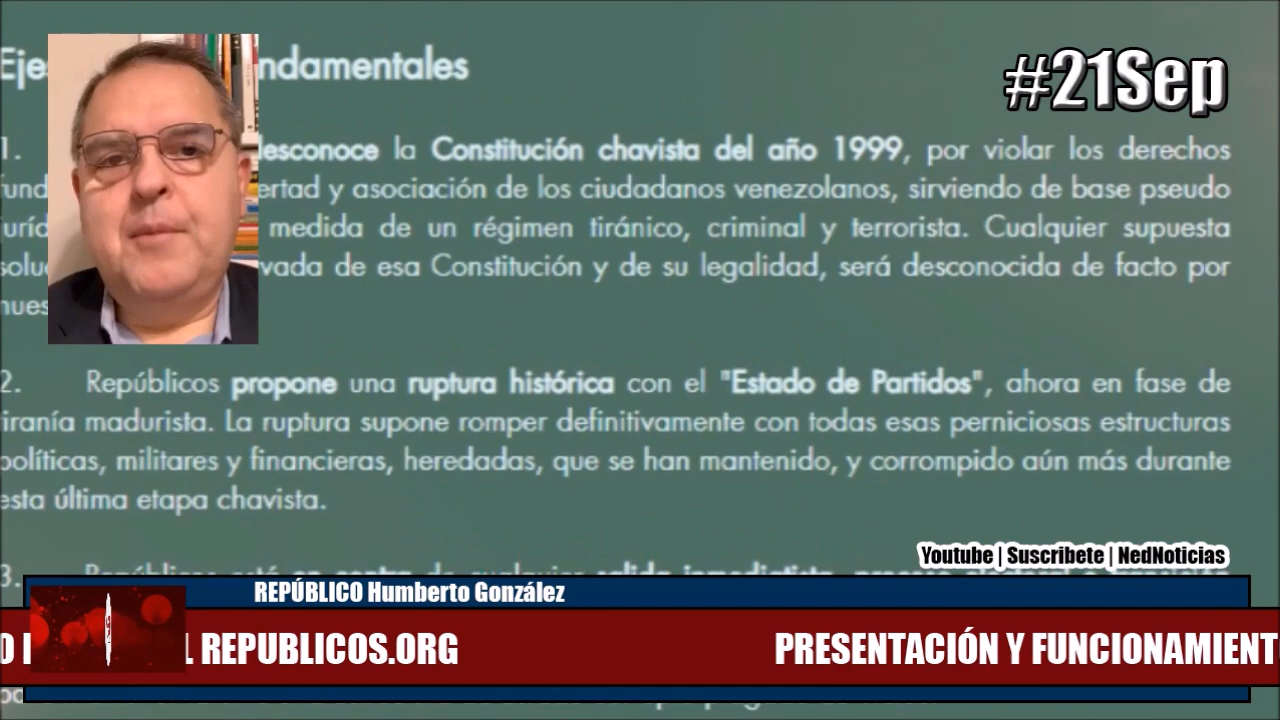 ndamentales
#21Sep
1. desconoce la Constitución chavista del año 1999, por violar los derechos
fund ertad y asociación de los ciudadanos venezolanos, sirviendo de base pseudo
juríd medida de un régimen tiránico, criminal y terrorista. Cualquier supuesta
solu vada de esa Constitución y de su legalidad, será desconocida de facto por
nues
2. Repúblicos propone una ruptura histórica con el "Estado de Partidos", ahora en fase de
tiranía madurista. La ruptura supone romper definitivamente con todas esas perniciosas estructuras
políticas, militares y financieras, heredadas, que se han mantenido, y corrompido aún más durante
esta última etapa chavista.
Youtube | Suscribete | NedNoticias
3.
REPÚBLICO Humberto González
L REPUBLICOS.ORG PRESENTACIÓN Y FUNCIONAMIENT